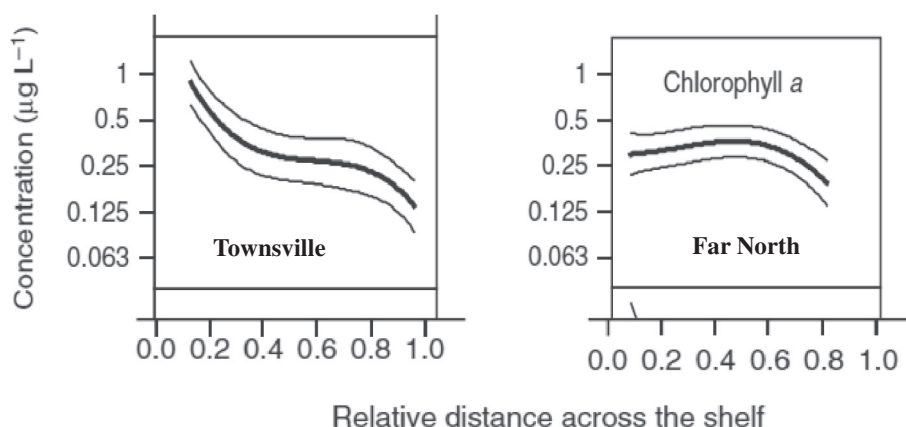 Concentration (µg L⁻¹)
1
0.5
0.25
0.125
0.063
Townsville
0.0 0.2 0.4 0.6 0.8 1.0
1
0.5
0.25
0.125
0.063
Chlorophyll a
Far North
0.0 0.2 0.4 0.6 0.8 1.0
Relative distance across the shelf